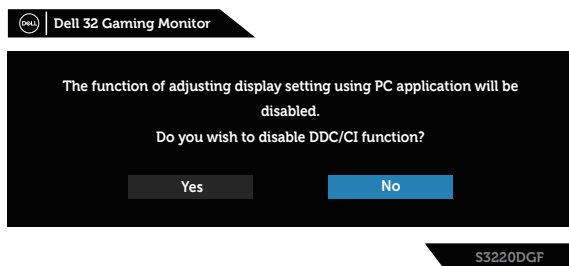 DELL
Dell 32 Gaming Monitor
The function of adjusting display setting using PC application will be
disabled.
Do you wish to disable DDC/CI function?
Yes
No
S3220DGF